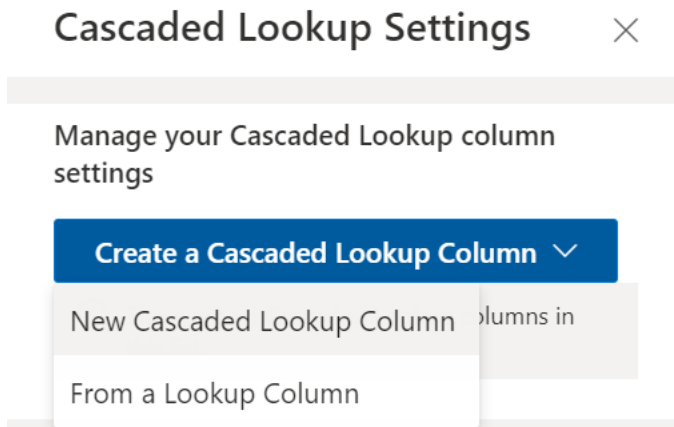 Cascaded Lookup Settings
Manage your Cascaded Lookup column
settings
Create a Cascaded Lookup Column
New Cascaded Lookup Column
in
From a Lookup Column